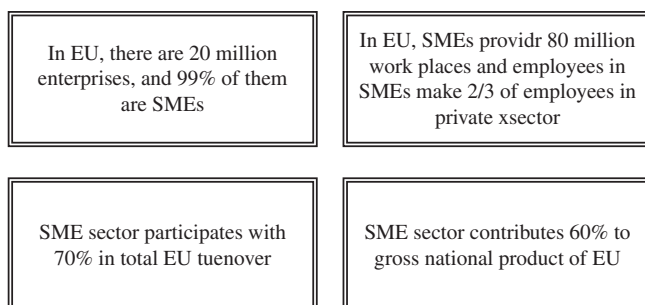 In EU, there are 20 million
enterprises, and 99% of them
are SMEs
In EU, SMEs providr 80 million
work places and employees in
SMEs make 2/3 of employees in
private xsector
SME sector participates with
70% in total EU tuenover
SME sector contributes 60% to
gross national product of EU